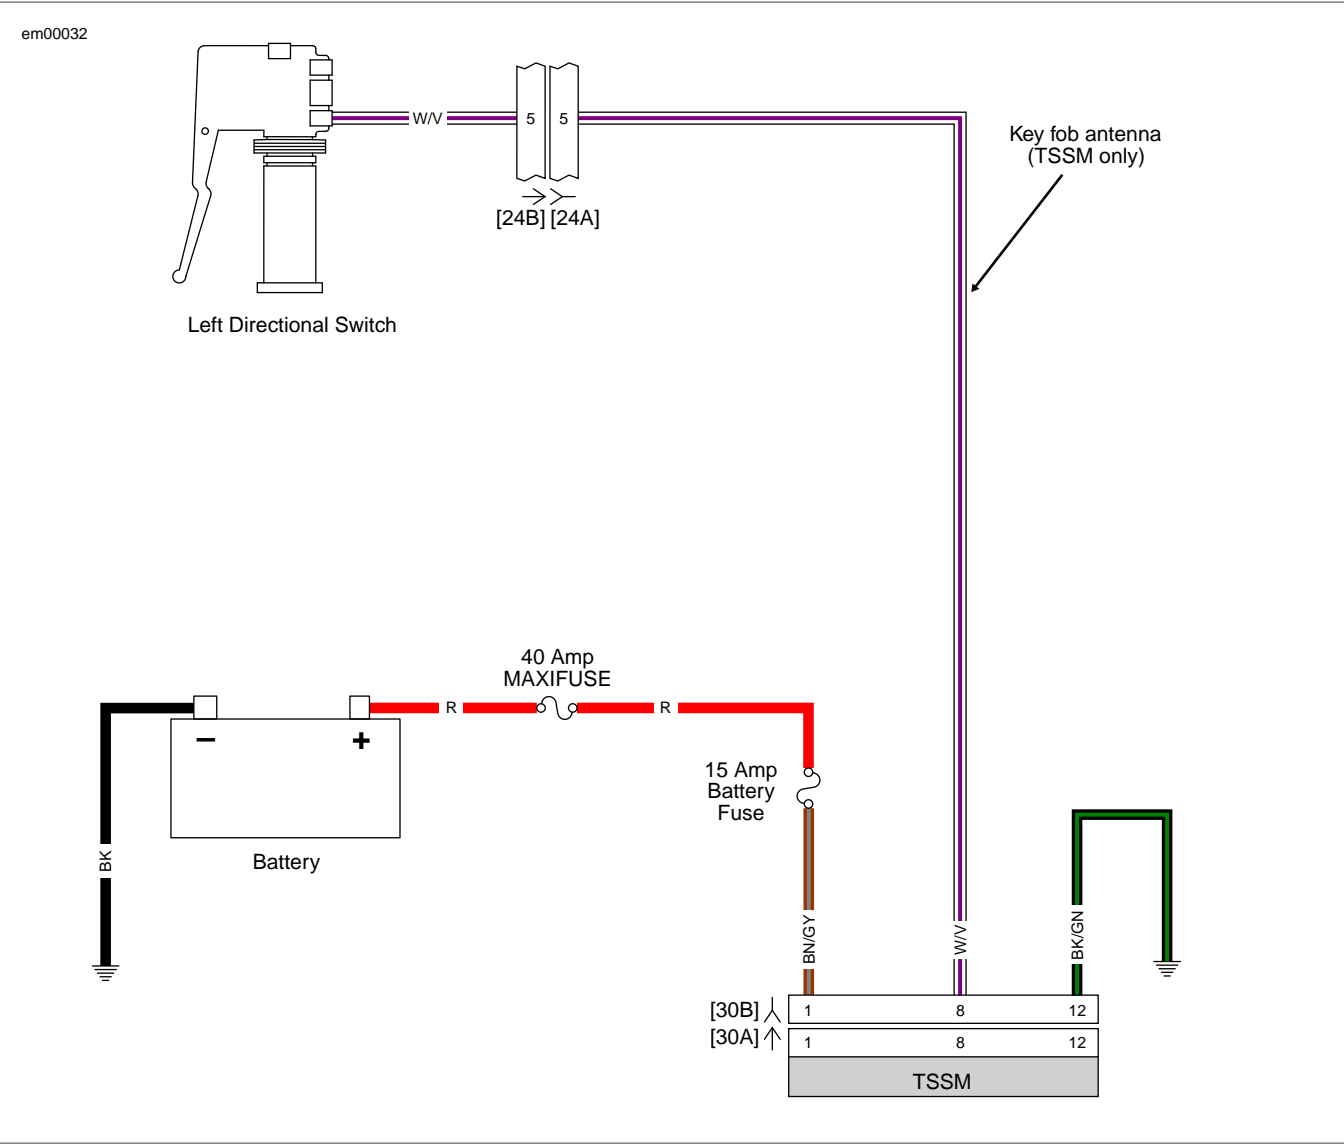 em00032
W/V
5 5
[24B] [24A]
Left Directional Switch
Key fob antenna
(TSSM only)
40 Amp
MAXIFUSE
R
R
15 Amp
Battery
Fuse
–
+
Battery
BK
BN/GY
W/V
BK/GN
[30B] 1 8 12
[30A] 1 8 12
TSSM